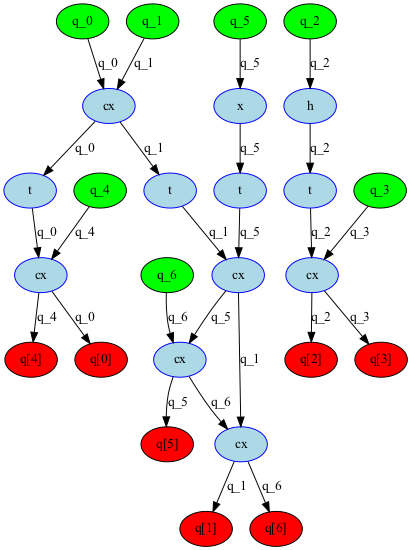 q_0 q_1 q_5 q_2
q_0 q_1 q_5 q_2
cx x h
q_0 q_1 q_5 q_2
t q_4 t t t q_3
q_0 q_4 q_1 q_5 q_2 q_3
cx q_6 cx cx
q_4 q_0 q_6 q_5 q_1 q_2 q_3
q[4] q[0] cx q[2] q[3]
q_5 q_6
q[5] cx
q_1 q_6
q[1] q[6]